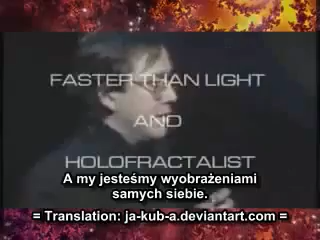 FASTER THAN LIGHT
AND
HOLOFRACTALIST
A my jesteśmy wyobrażeniami
samych siebie.
= Translation: ja-kub-a.deviantart.com =